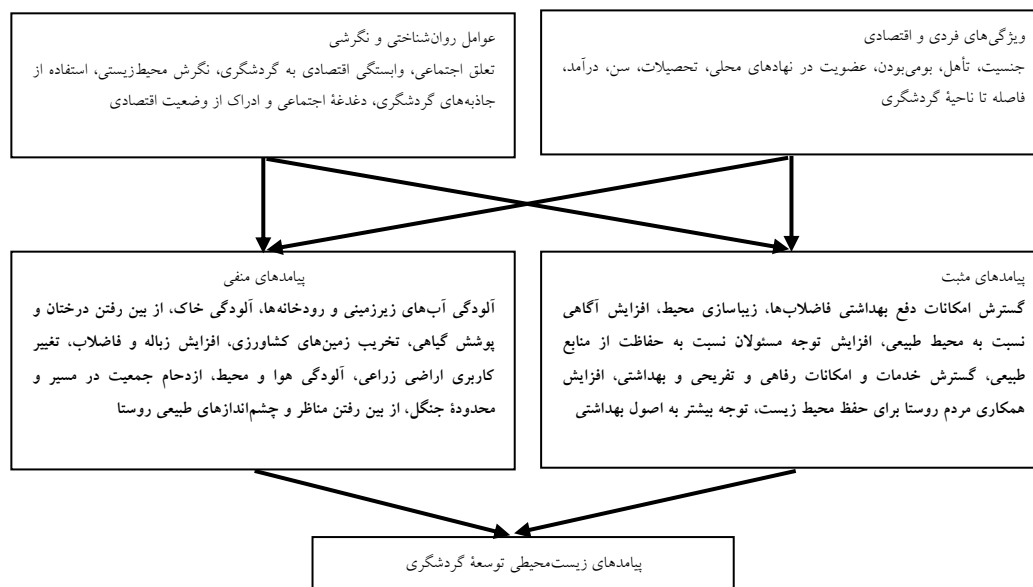 ویژگی‌های فردی و اقتصادی
جنسیت، تأهل، بومی‌بودن، عضویت در نهادهای محلی، تحصیلات، سن، درآمد،
فاصله تا ناحیهٔ گردشگری
عوامل روان‌شناختی و نگرشی
تعلق اجتماعی، وابستگی اقتصادی به گردشگری، نگرش محیط‌زیستی، استفاده از
جاذبه‌های گردشگری، دغدغهٔ اجتماعی و ادراک از وضعیت اقتصادی
پیامدهای مثبت
گسترش امکانات دفع بهداشتی فاضلاب‌ها، زیباسازی محیط، افزایش آگاهی
نسبت به محیط طبیعی، افزایش توجه مسئولان نسبت به حفاظت از منابع
طبیعی، گسترش خدمات و امکانات رفاهی و تفریحی و بهداشتی، افزایش
همکاری مردم روستا برای حفظ محیط زیست، توجه بیشتر به اصول بهداشتی
پیامدهای منفی
آلودگی آب‌های زیرزمینی و رودخانه‌ها، آلودگی خاک، از بین رفتن درختان و
پوشش گیاهی، تخریب زمین‌های کشاورزی، افزایش زباله و فاضلاب، تغییر
کاربری اراضی زراعی، آلودگی هوا و محیط، ازدحام جمعیت در مسیر و
محدودهٔ جنگل، از بین رفتن مناظر و چشم‌اندازهای طبیعی روستا
پیامدهای زیست‌محیطی توسعهٔ گردشگری